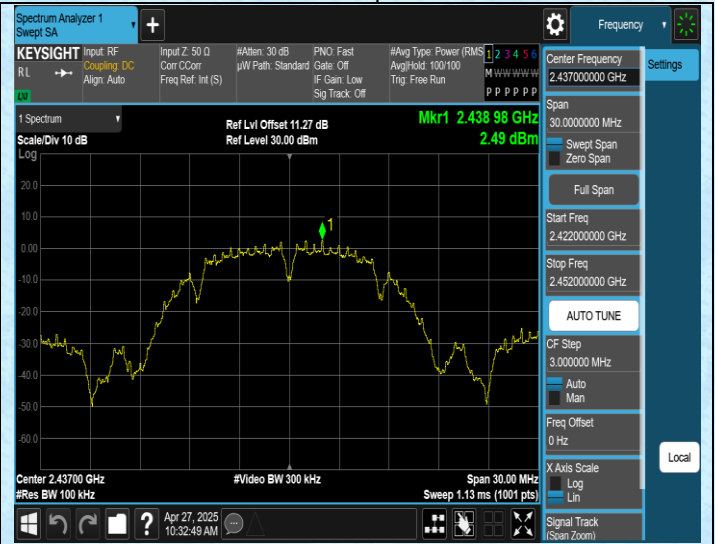 Spectrum Analyzer 1
Swept SA
+
Frequency
KEYSIGHT
RL
LXI
Input: RF
Coupling: DC
Align: Auto
Input Z: 50 Ω
Corr CCorr
Freq Ref: Int (S)
#Atten: 30 dB
µW Path: Standard
PNO: Fast
Gate: Off
IF Gain: Low
Sig Track: Off
#Avg Type: Power (RMS
Avg|Hold: 100/100
Trig: Free Run
1 2 3 4 5 6
M W W W W W
P P P P P P
1 Spectrum
Scale/Div 10 dB
Log
Ref Lvl Offset 11.27 dB
Ref Level 30.00 dBm
Mkr1 2.438 98 GHz
2.49 dBm
20.0
10.0
0.00
-10.0
-20.0
-30.0
-40.0
-50.0
-60.0
1
Center 2.43700 GHz
#Res BW 100 kHz
#Video BW 300 kHz
Span 30.00 MHz
Sweep 1.13 ms (1001 pts)
Apr 27, 2025
10:32:49 AM
?
Center Frequency
2.437000000 GHz
Settings
Span
30.0000000 MHz
Swept Span
Zero Span
Full Span
Start Freq
2.422000000 GHz
Stop Freq
2.452000000 GHz
AUTO TUNE
CF Step
3.000000 MHz
Auto
Man
Freq Offset
0 Hz
X Axis Scale
Log
Lin
Local
Signal Track
(Span Zoom)